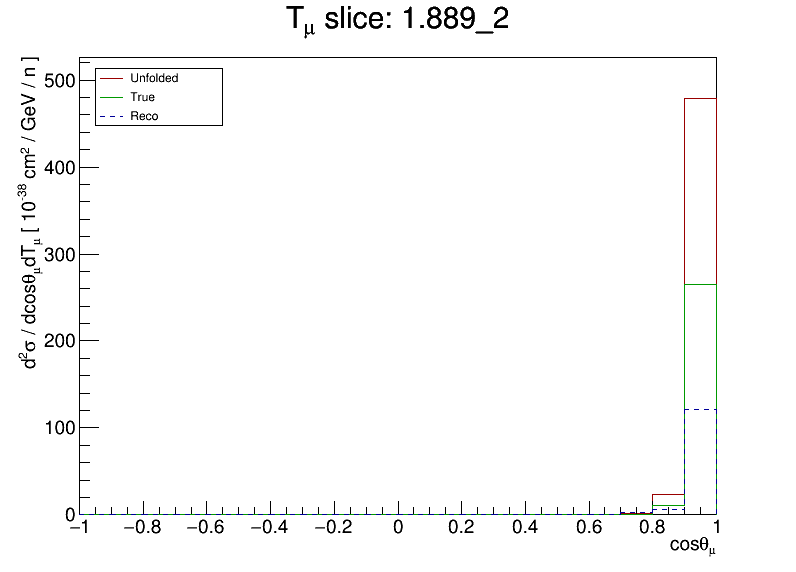 Tμ slice: 1.889_2
d²σ / dcosθμdTμ [ 10⁻³⁸ cm² / GeV / n ]
500
400
300
200
100
0
Unfolded
True
Reco
−1 −0.8 −0.6 −0.4 −0.2 0 0.2 0.4 0.6 0.8 1
cosθμ